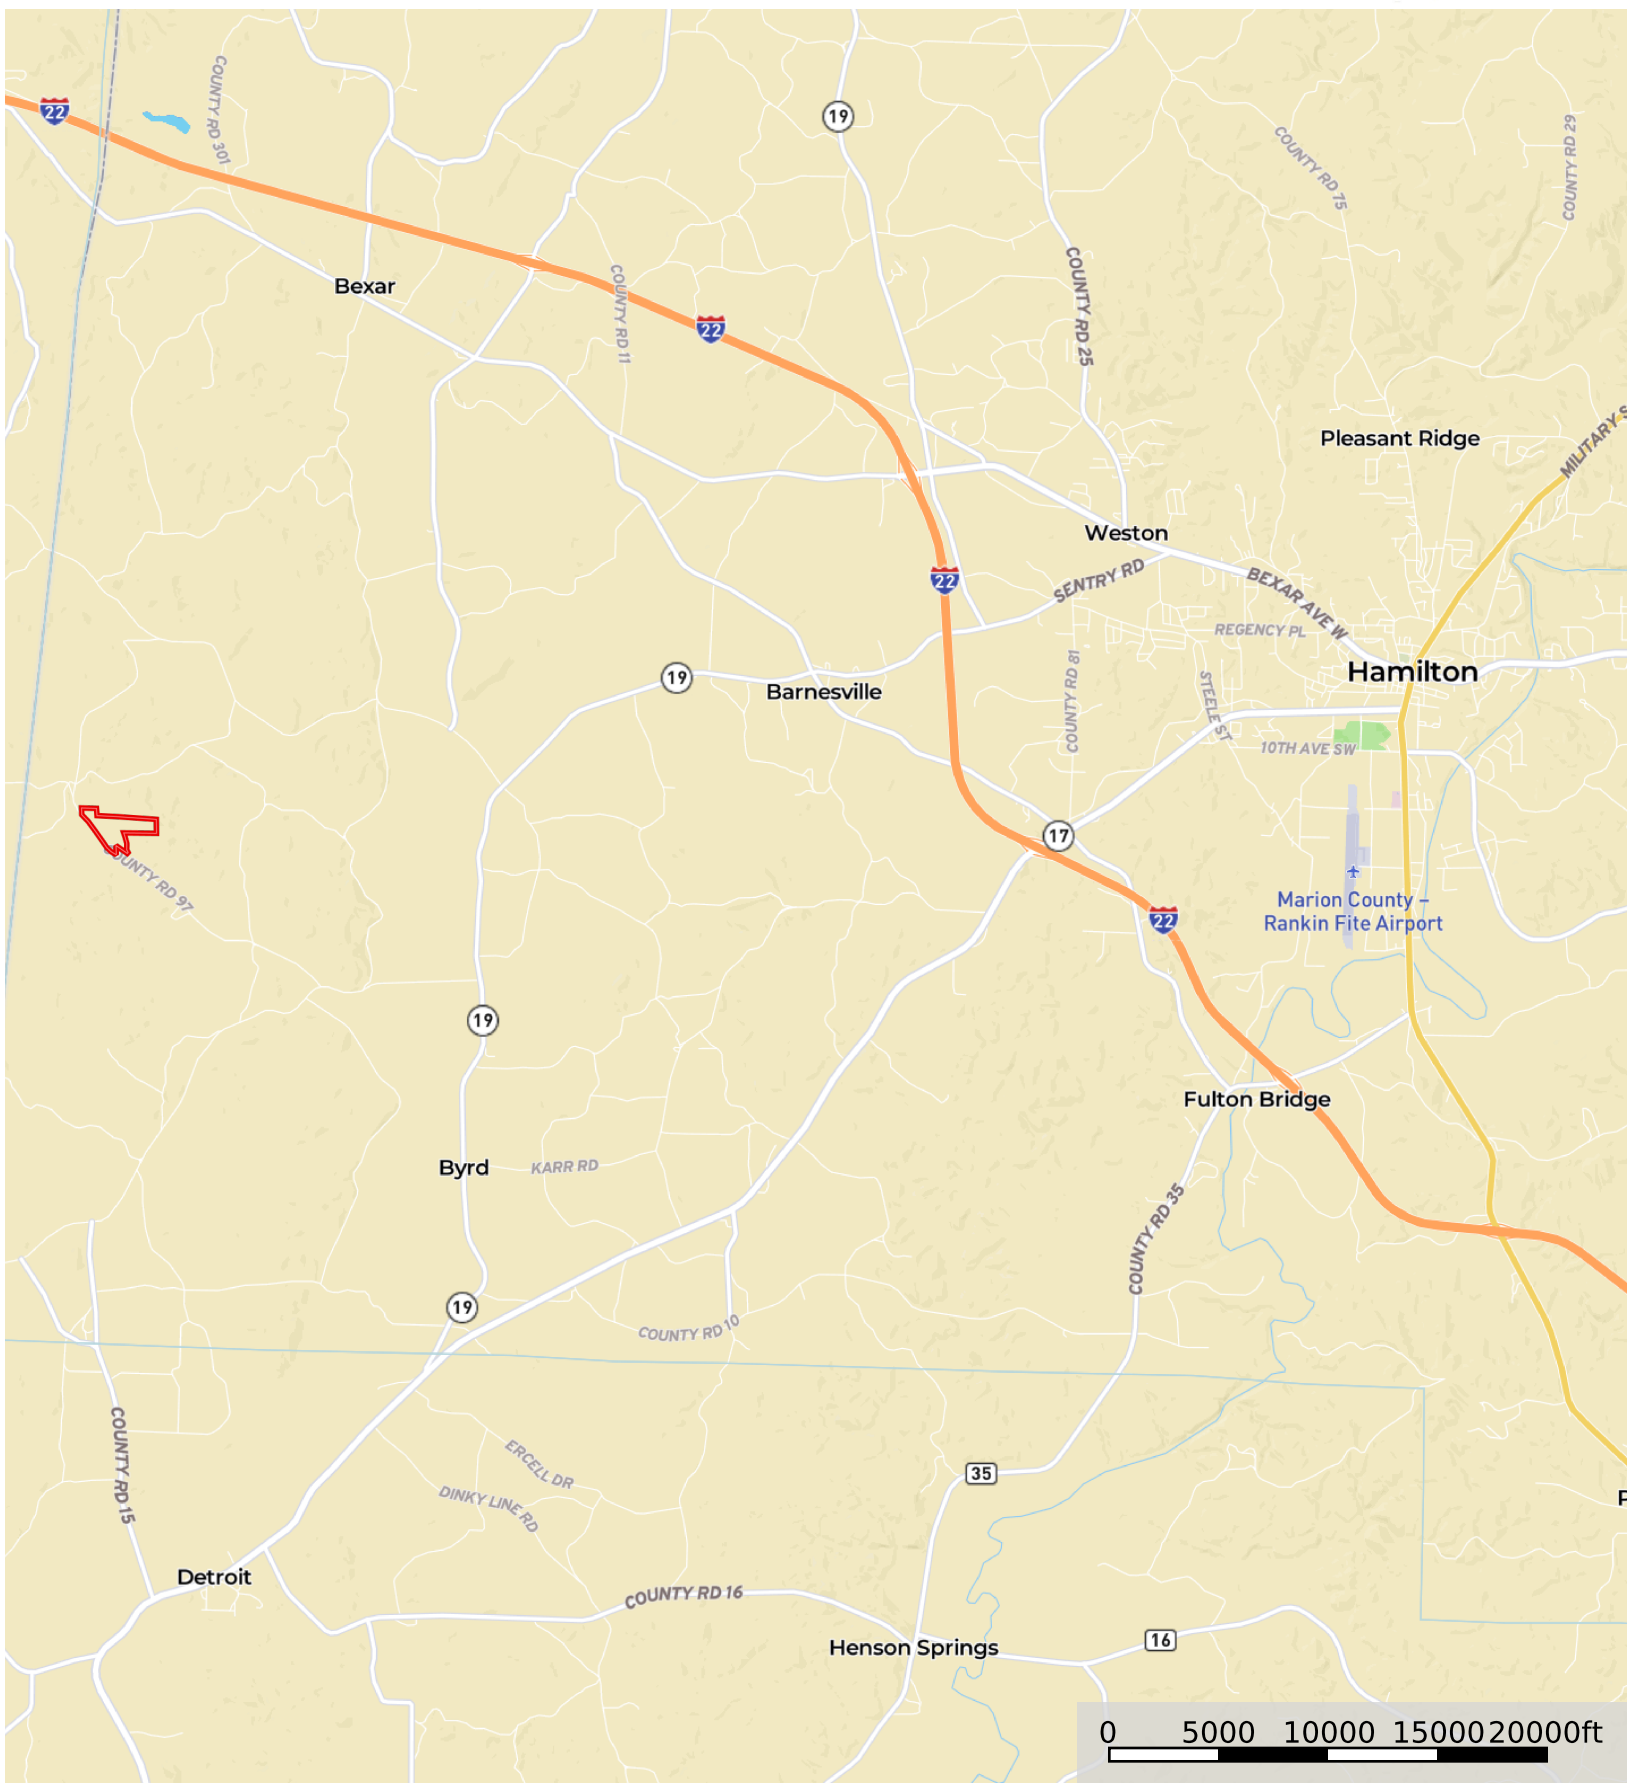 22
COUNTY RD 301
19
COUNTY RD 75
COUNTY RD 29
Bexar
COUNTY RD 11
22
COUNTY RD 25
Pleasant Ridge
MILITARY S
Weston
22
SENTRY RD
BEXAR AVE W
REGENCY PL
Hamilton
19
Barnesville
COUNTY RD 81
STEELE ST
10TH AVE SW
17
COUNTY RD 97
22
Marion County –
Rankin Fite Airport
19
Fulton Bridge
Byrd
KARR RD
COUNTY RD 35
19
COUNTY RD 10
COUNTY RD 15
ERCELL DR
35
DINKY LINE RD
P
Detroit
COUNTY RD 16
Henson Springs
16
0 5000 10000 15000 20000ft